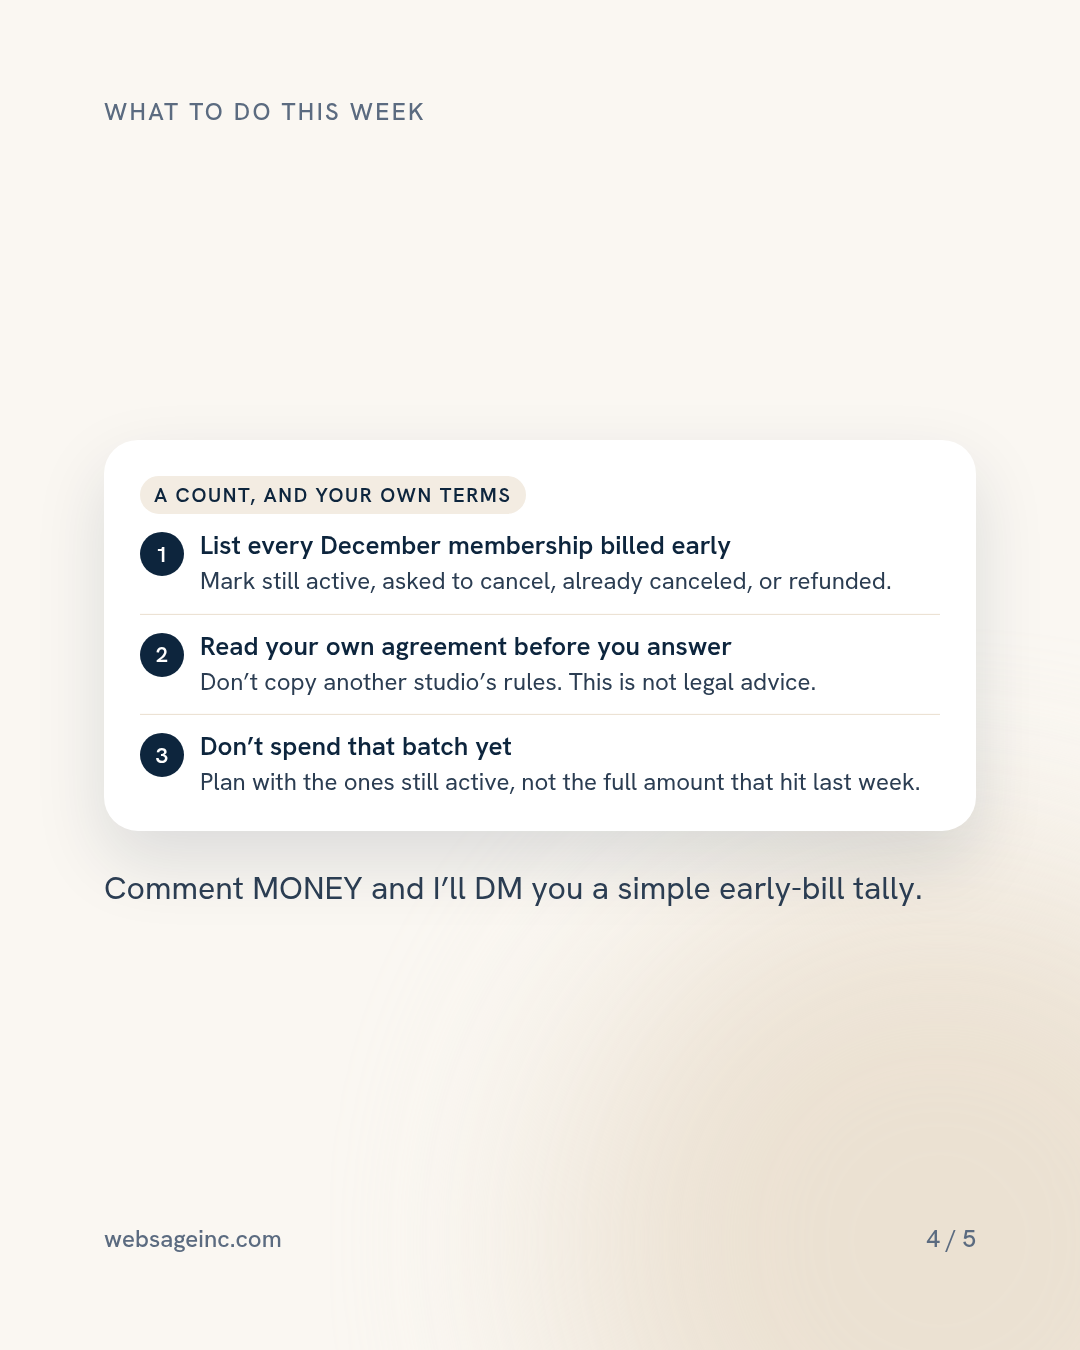 WHAT TO DO THIS WEEK
A COUNT, AND YOUR OWN TERMS
1 List every December membership billed early
Mark still active, asked to cancel, already canceled, or refunded.
2 Read your own agreement before you answer
Don’t copy another studio’s rules. This is not legal advice.
3 Don’t spend that batch yet
Plan with the ones still active, not the full amount that hit last week.
Comment MONEY and I’ll DM you a simple early-bill tally.
websageinc.com
4 / 5